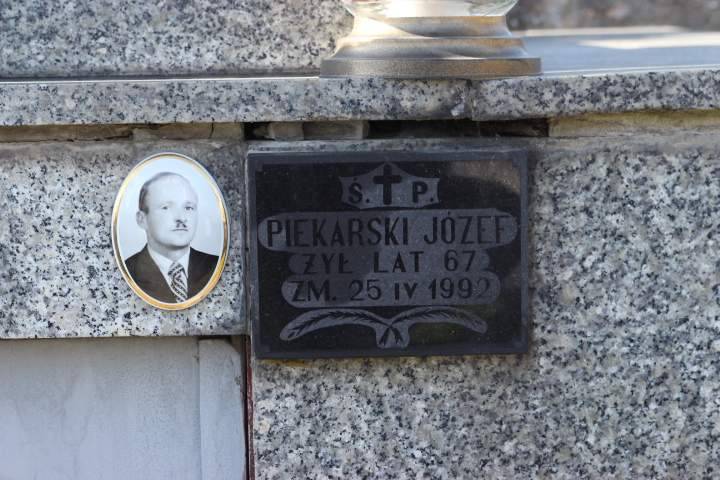 Ś. P.
PIEKARSKI JÓZEF
ŻYŁ LAT 67
ZM. 25 IV 1992